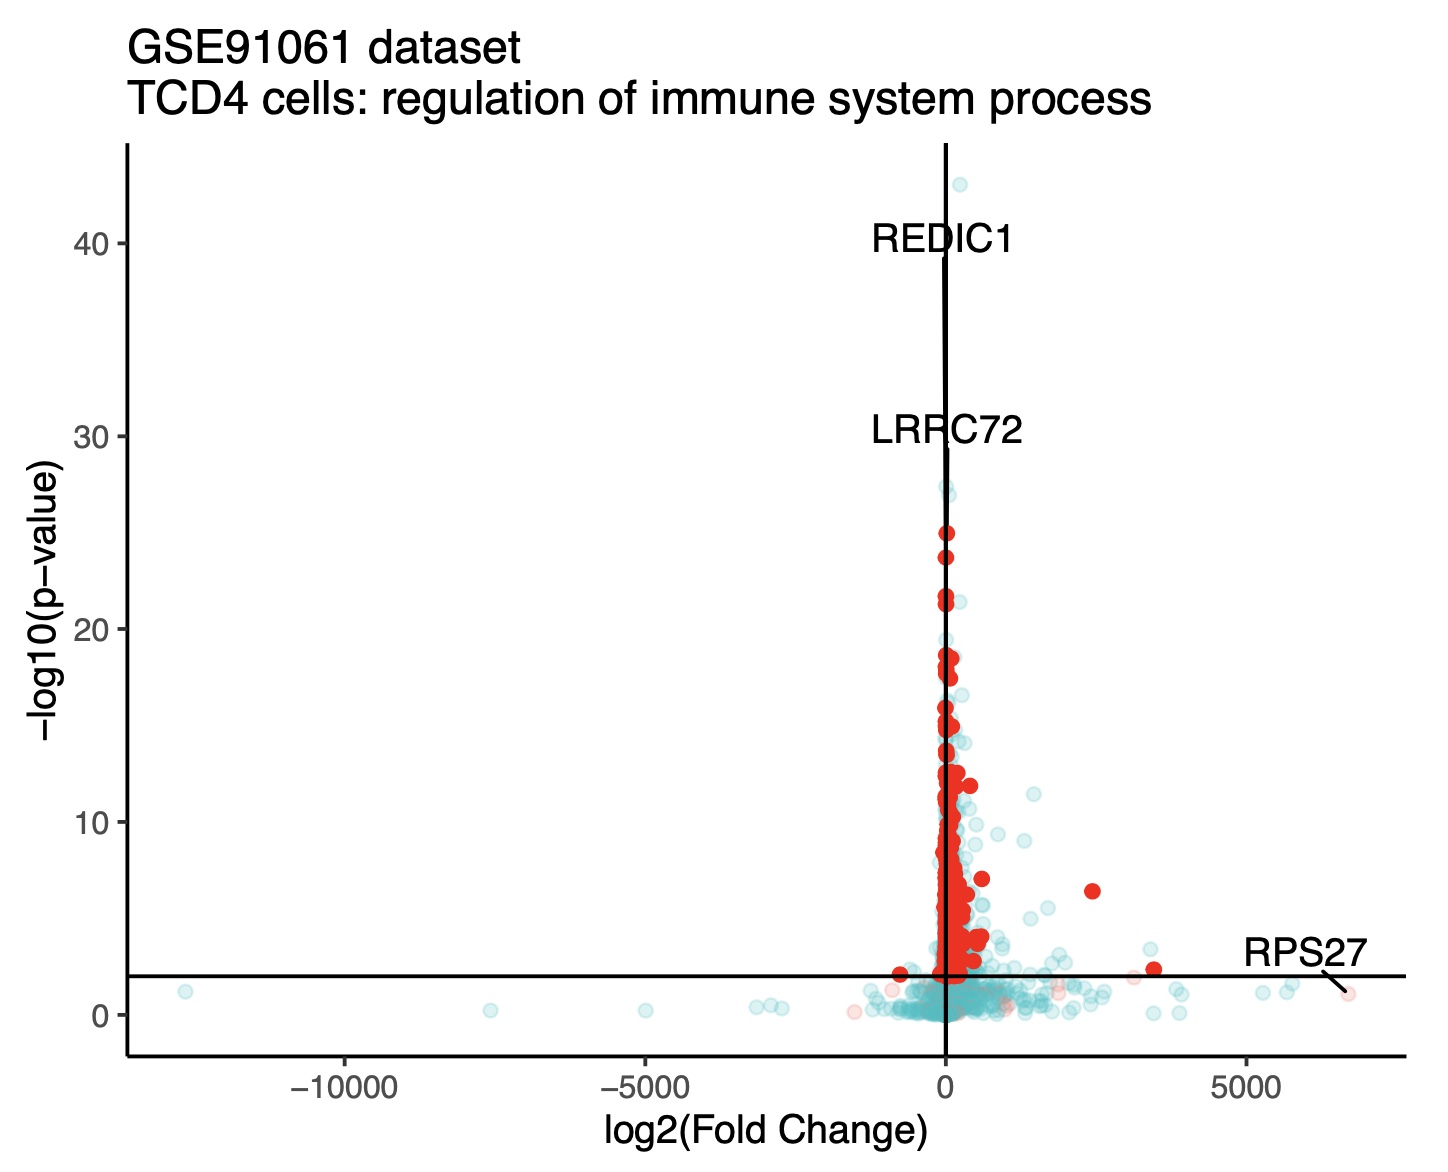 GSE91061 dataset
TCD4 cells: regulation of immune system process
REDIC1
LRRC72
RPS27
40
30
20
10
0
−log10(p−value)
−10000
−5000
0
5000
log2(Fold Change)